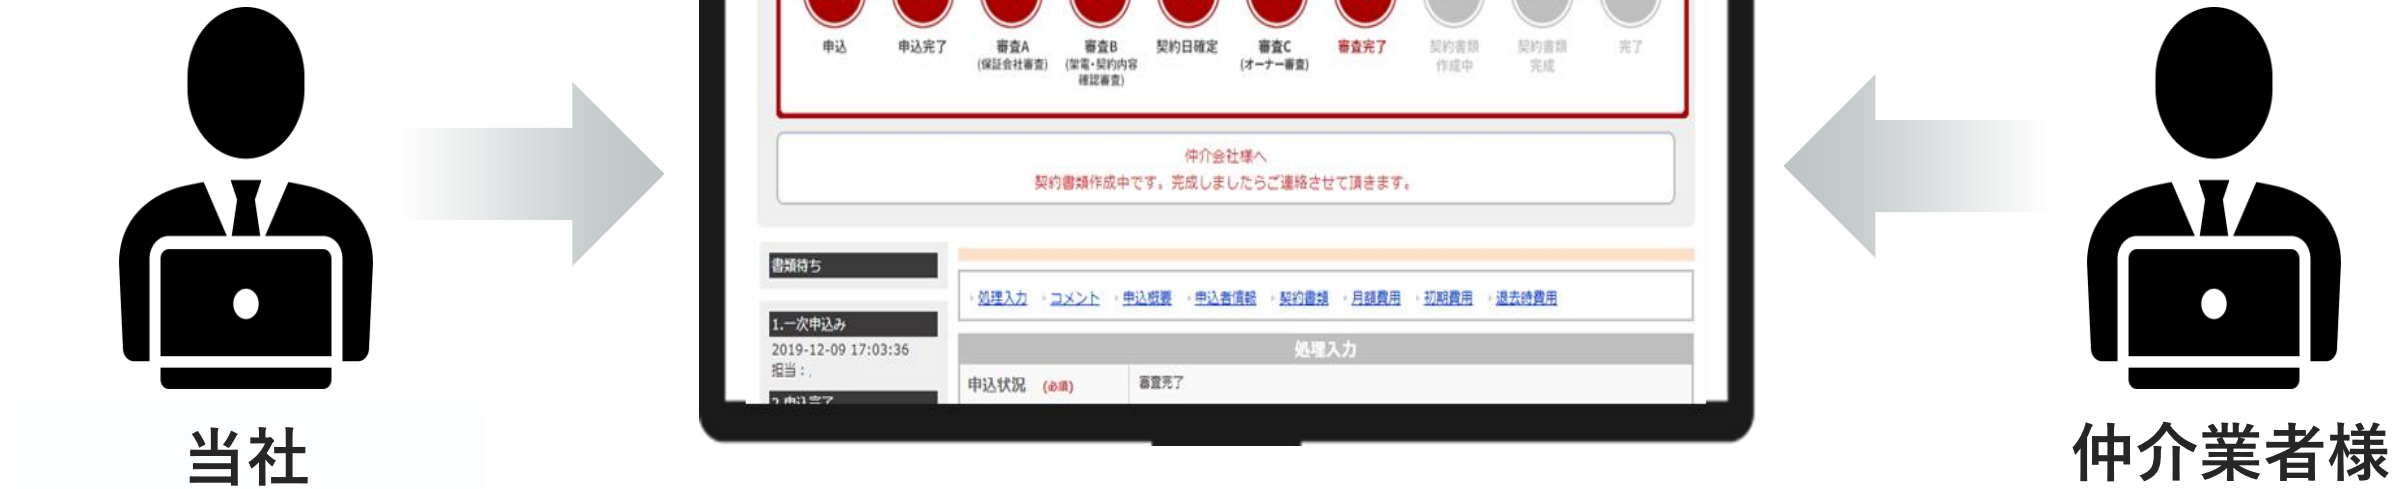 申込
申込完了
審査A
(保証会社審査)
審査B
(架電・契約内容
確認審査)
契約日確定
審査C
(オーナー審査)
審査完了
契約書類
作成中
契約書類
完成
完了
仲介会社様へ
契約書類作成中です。完成しましたらご連絡させて頂きます。
書類待ち
処理入力 コメント 申込概要 申込者情報 契約書類 月額費用 初期費用 退去時費用
1.一次申込み
2019-12-09 17:03:36
担当：
処理入力
申込状況 (必須) 審査完了
2.申込完了
当社
仲介業者様